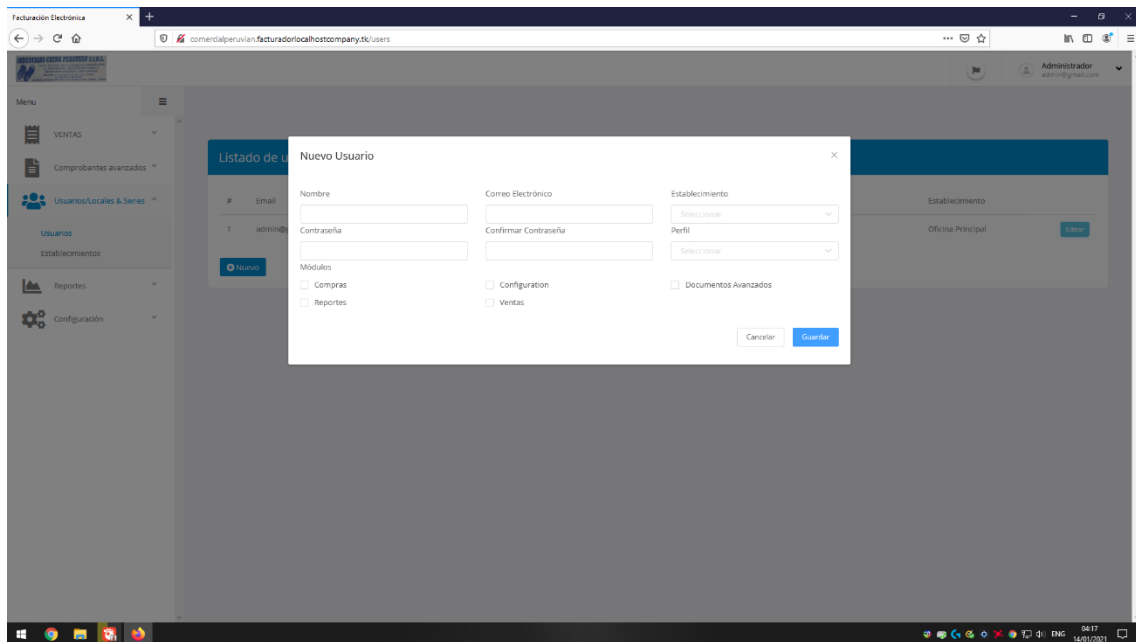 Facturación Electrónica
comercialperuvian.facturadorlocalhostcompany.tk/users
Administrador
admin@gmail.com
Menu
VENTAS
Comprobantes avanzados
Usuarios/Locales & Series
Usuarios
Establecimientos
Reportes
Configuración
Listado de u
# Email Establecimiento
1 admin@g Oficina Principal Editar
Nuevo
Nuevo Usuario
Nombre Correo Electrónico Establecimiento
Seleccionar
Contraseña Confirmar Contraseña Perfil
Seleccionar
Módulos
Compras Configuration Documentos Avanzados
Reportes Ventas
Cancelar Guardar
ENG 04:17
14/01/2021